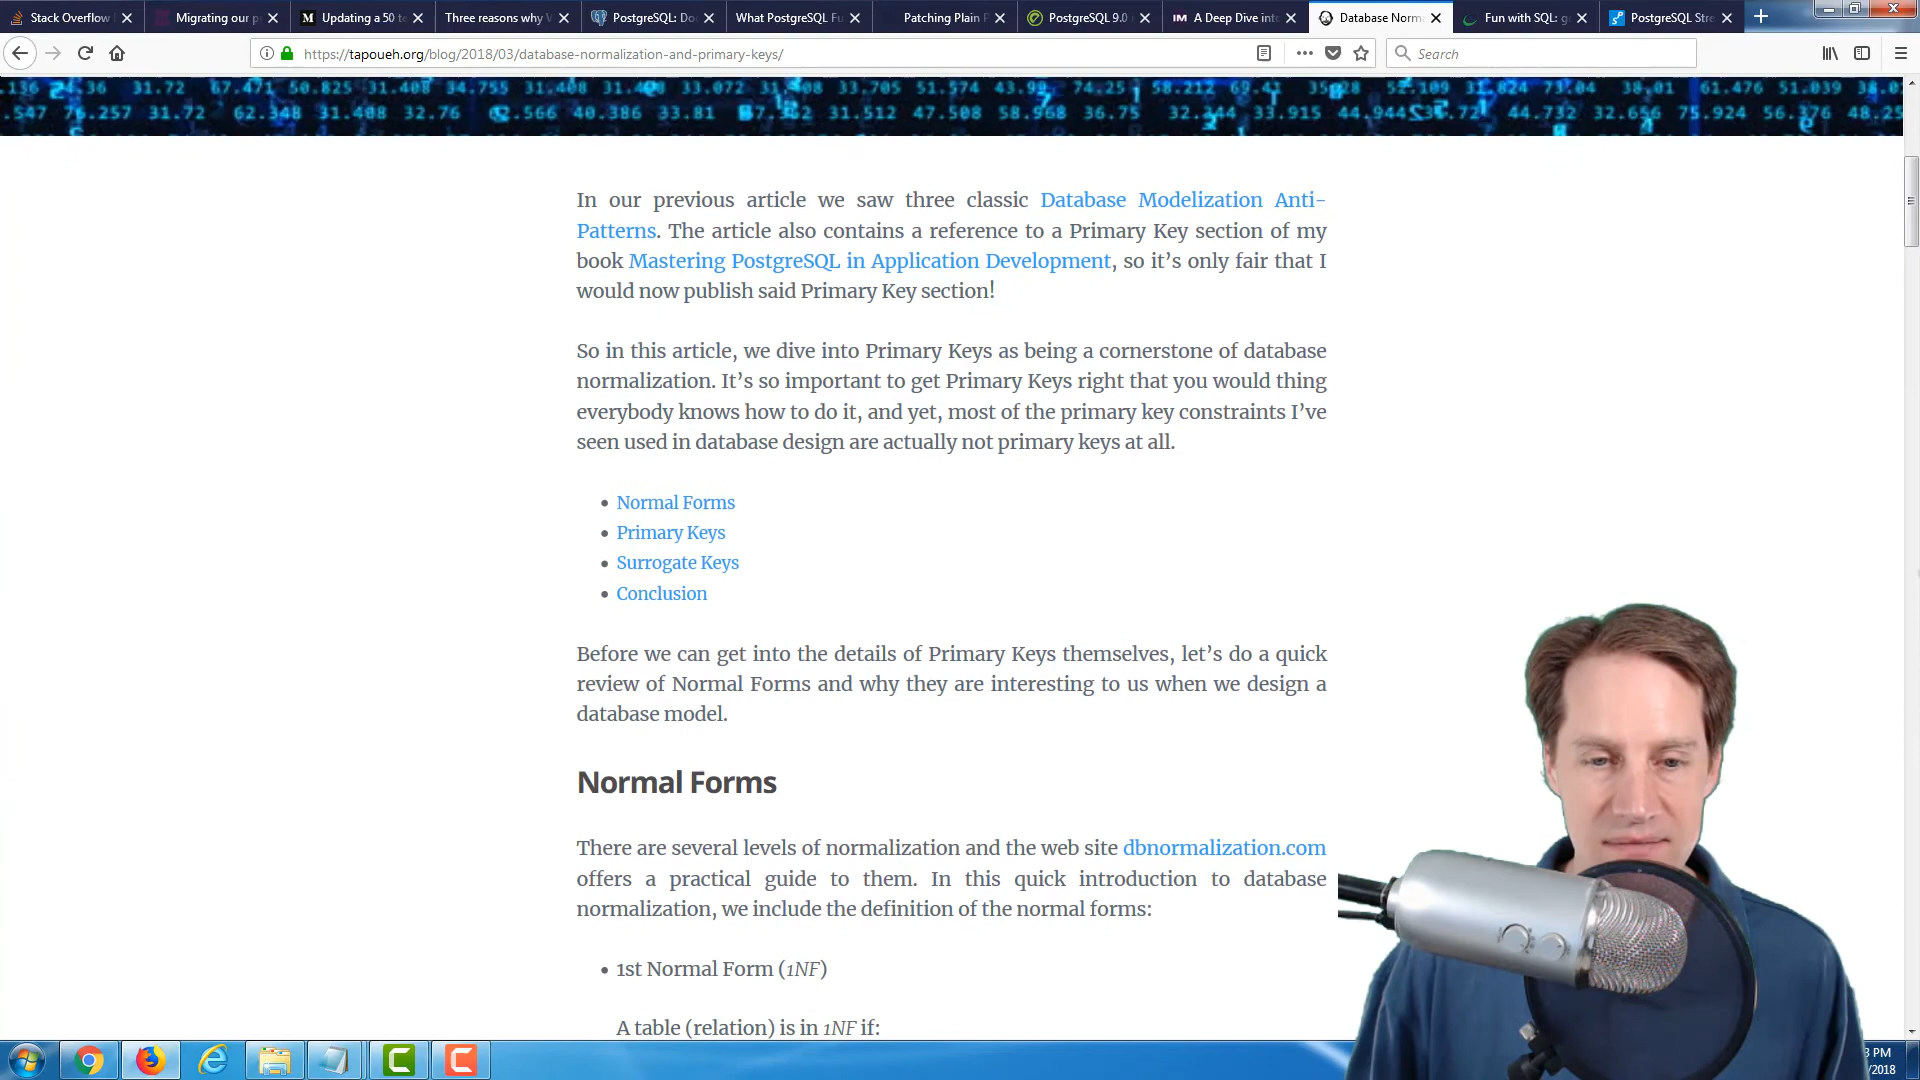 Stack Overflow
Migrating our p
Updating a 50 te
Three reasons why V
PostgreSQL: Do
What PostgreSQL Fu
Patching Plain P
PostgreSQL 9.0
A Deep Dive into
Database Norm
Fun with SQL: g
PostgreSQL Stre
https://tapoueh.org/blog/2018/03/database-normalization-and-primary-keys/
Search
In our previous article we saw three classic Database Modelization Anti-
Patterns. The article also contains a reference to a Primary Key section of my
book Mastering PostgreSQL in Application Development, so it's only fair that I
would now publish said Primary Key section!
So in this article, we dive into Primary Keys as being a cornerstone of database
normalization. It's so important to get Primary Keys right that you would thing
everybody knows how to do it, and yet, most of the primary key constraints I've
seen used in database design are actually not primary keys at all.
• Normal Forms
• Primary Keys
• Surrogate Keys
• Conclusion
Before we can get into the details of Primary Keys themselves, let's do a quick
review of Normal Forms and why they are interesting to us when we design a
database model.
Normal Forms
There are several levels of normalization and the web site dbnormalization.com
offers a practical guide to them. In this quick introduction to database
normalization, we include the definition of the normal forms:
• 1st Normal Form (1NF)
A table (relation) is in 1NF if:
3 PM
/2018